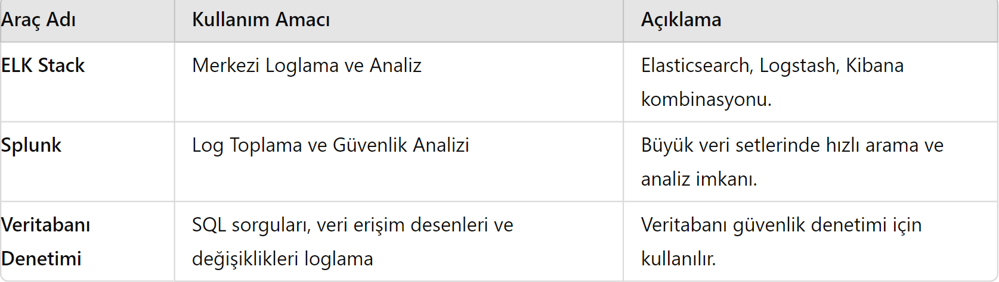 Araç Adı
Kullanım Amacı
Açıklama
ELK Stack
Merkezi Loglama ve Analiz
Elasticsearch, Logstash, Kibana
kombinasyonu.
Splunk
Log Toplama ve Güvenlik Analizi
Büyük veri setlerinde hızlı arama ve
analiz imkanı.
Veritabanı
Denetimi
SQL sorguları, veri erişim desenleri ve
değişiklikleri loglama
Veritabanı güvenlik denetimi için
kullanılır.